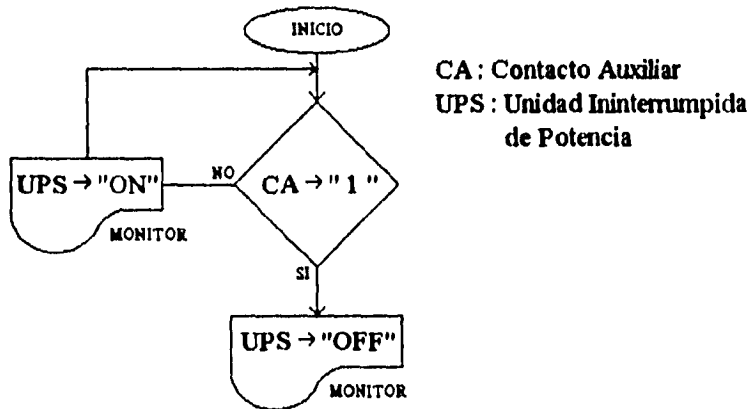 INICIO
CA : Contacto Auxiliar
UPS : Unidad Ininterrumpida
de Potencia
UPS → "ON"
NO
CA → " 1 "
MONITOR
SI
UPS → "OFF"
MONITOR